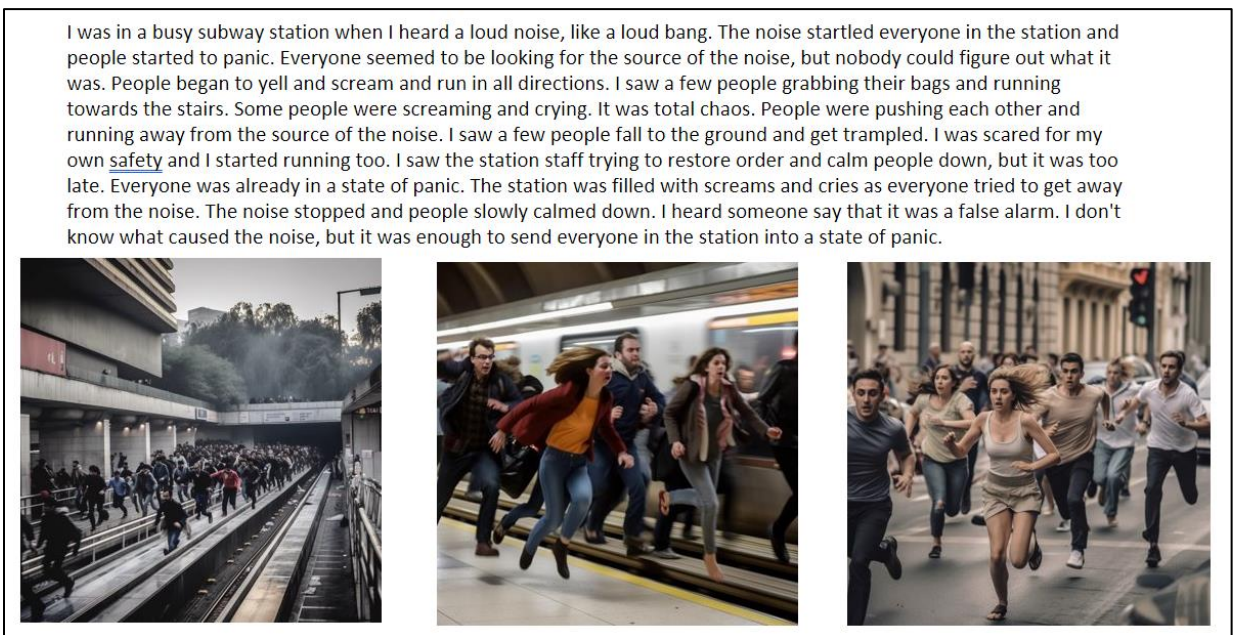 I was in a busy subway station when I heard a loud noise, like a loud bang. The noise startled everyone in the station and
people started to panic. Everyone seemed to be looking for the source of the noise, but nobody could figure out what it
was. People began to yell and scream and run in all directions. I saw a few people grabbing their bags and running
towards the stairs. Some people were screaming and crying. It was total chaos. People were pushing each other and
running away from the source of the noise. I saw a few people fall to the ground and get trampled. I was scared for my
own safety and I started running too. I saw the station staff trying to restore order and calm people down, but it was too
late. Everyone was already in a state of panic. The station was filled with screams and cries as everyone tried to get away
from the noise. The noise stopped and people slowly calmed down. I heard someone say that it was a false alarm. I don't
know what caused the noise, but it was enough to send everyone in the station into a state of panic.